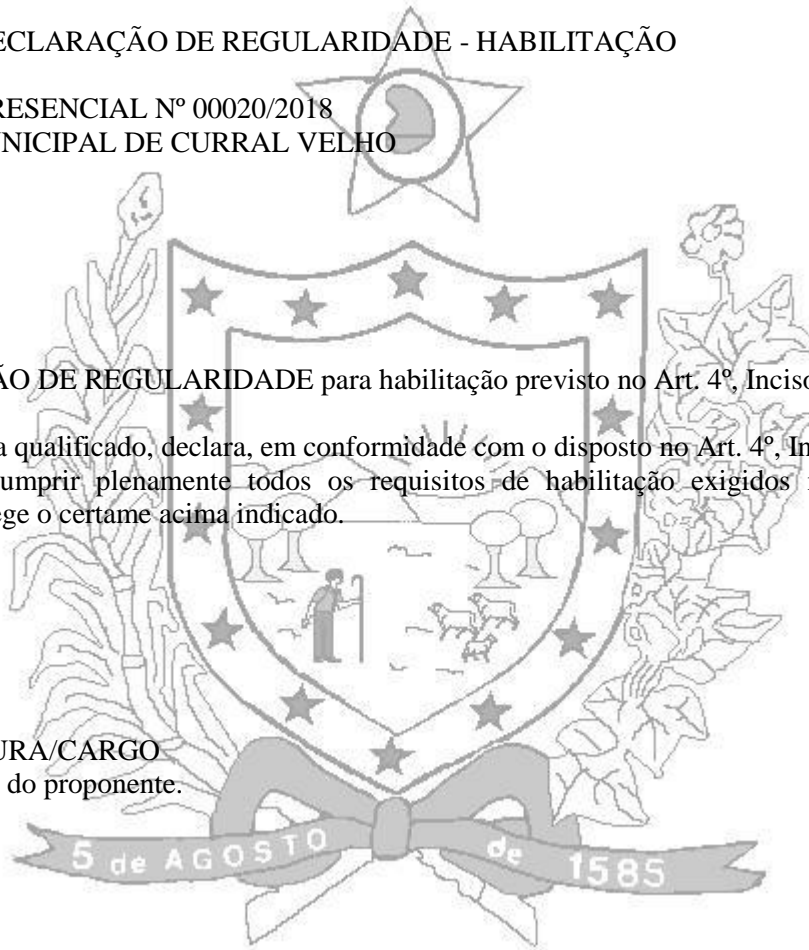 ECLARAÇÃO DE REGULARIDADE - HABILITAÇÃO
RESENCIAL Nº 00020/2018
UNICIPAL DE CURRAL VELHO
ÃO DE REGULARIDADE para habilitação previsto no Art. 4º, Inciso
a qualificado, declara, em conformidade com o disposto no Art. 4º, In
umprir plenamente todos os requisitos de habilitação exigidos
ege o certame acima indicado.
URA/CARGO
do proponente.
5 de AGOSTO de 1585